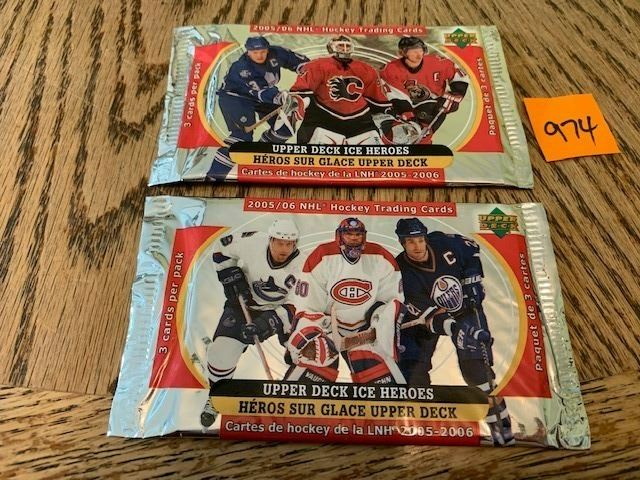 2005/06 NHL® Hockey Trading Cards
UPPER DECK
3 cards per pack
Paquet de 3 cartes
974
UPPER DECK ICE HEROES
HÉROS SUR GLACE UPPER DECK
Cartes de hockey de la LNH 2005-2006
2005/06 NHL® Hockey Trading Cards
UPPER DECK
3 cards per pack
Paquet de 3 cartes
C
C
OILERS
60
VAUGHN
UPPER DECK ICE HEROES
HÉROS SUR GLACE UPPER DECK
Cartes de hockey de la LNH® 2005-2006